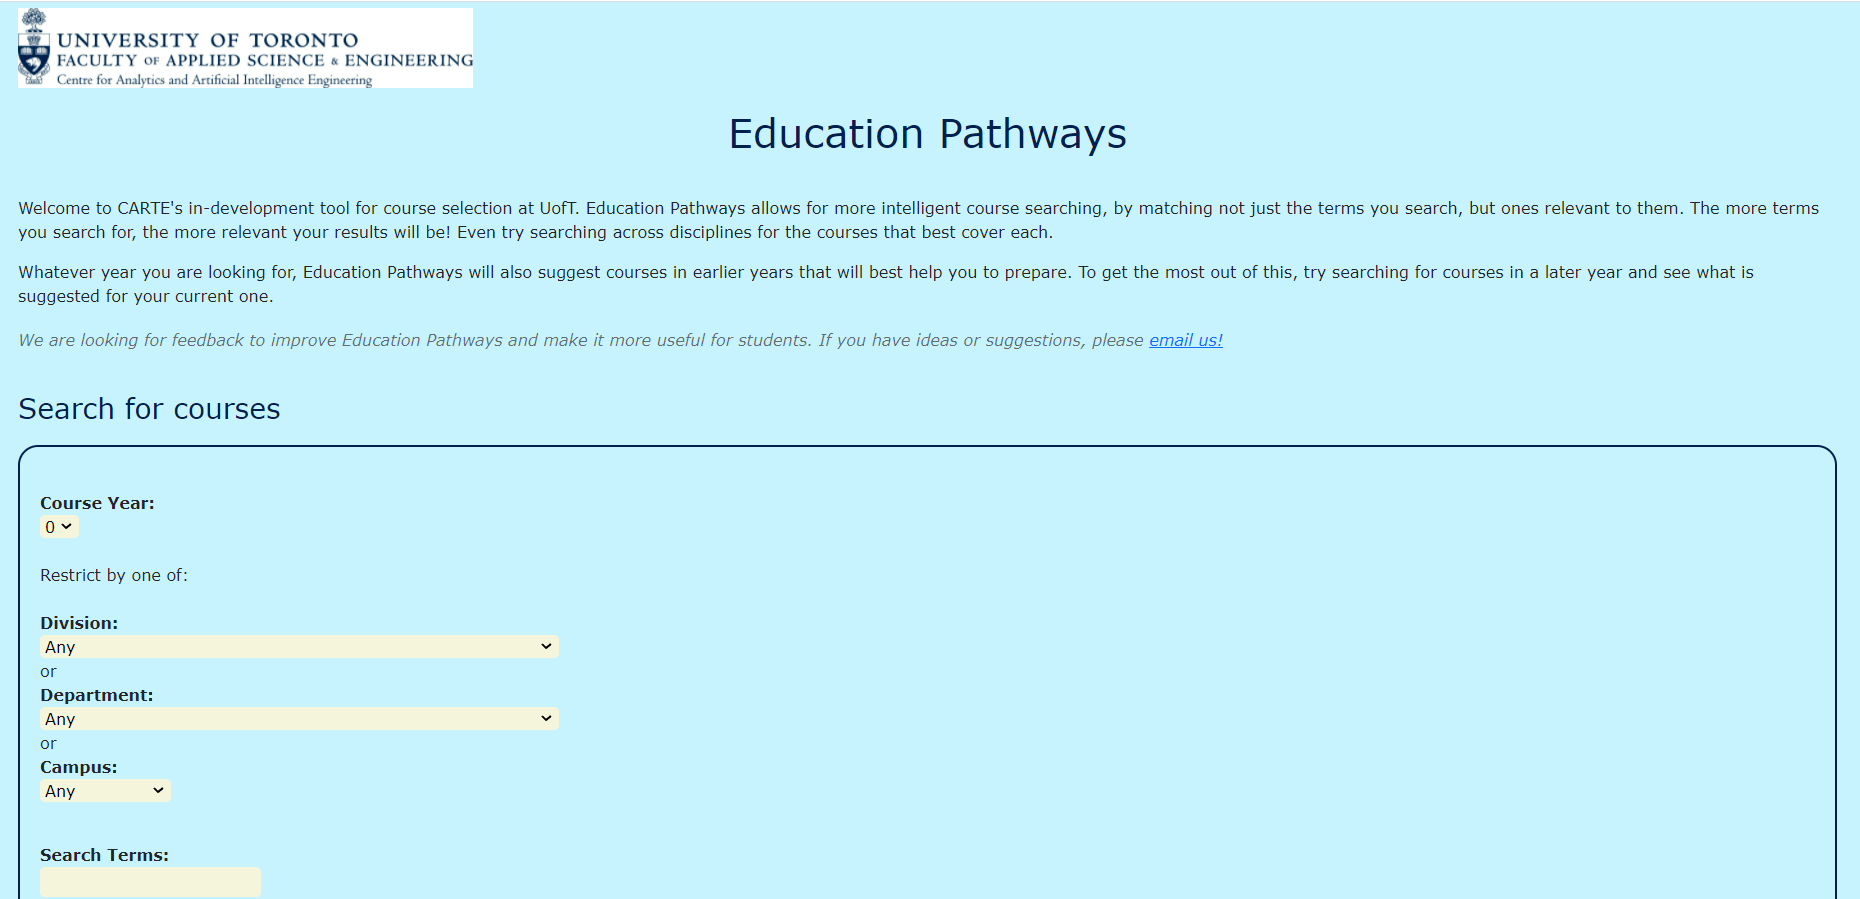 UNIVERSITY OF TORONTO
FACULTY OF APPLIED SCIENCE & ENGINEERING
Centre for Analytics and Artificial Intelligence Engineering
Education Pathways
Welcome to CARTE's in-development tool for course selection at UofT. Education Pathways allows for more intelligent course searching, by matching not just the terms you search, but ones relevant to them. The more terms
you search for, the more relevant your results will be! Even try searching across disciplines for the courses that best cover each.
Whatever year you are looking for, Education Pathways will also suggest courses in earlier years that will best help you to prepare. To get the most out of this, try searching for courses in a later year and see what is
suggested for your current one.
We are looking for feedback to improve Education Pathways and make it more useful for students. If you have ideas or suggestions, please email us!
Search for courses
Course Year:
0
Restrict by one of:
Division:
Any
or
Department:
Any
or
Campus:
Any
Search Terms: